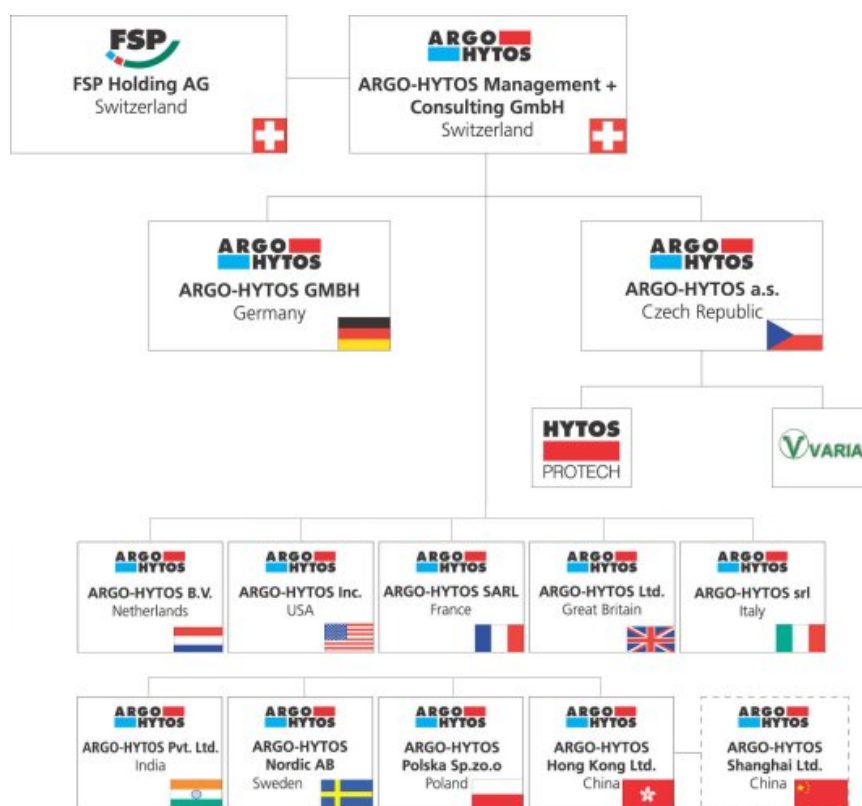 FSP
FSP Holding AG
Switzerland
ARGO
HYTOS
ARGO-HYTOS Management +
Consulting GmbH
Switzerland
ARGO
HYTOS
ARGO-HYTOS GMBH
Germany
ARGO
HYTOS
ARGO-HYTOS a.s.
Czech Republic
HYTOS
PROTECH
V VARIA
ARGO
HYTOS
ARGO-HYTOS B.V.
Netherlands
ARGO
HYTOS
ARGO-HYTOS Inc.
USA
ARGO
HYTOS
ARGO-HYTOS SARL
France
ARGO
HYTOS
ARGO-HYTOS Ltd.
Great Britain
ARGO
HYTOS
ARGO-HYTOS srl
Italy
ARGO
HYTOS
ARGO-HYTOS Pvt. Ltd.
India
ARGO
HYTOS
ARGO-HYTOS
Nordic AB
Sweden
ARGO
HYTOS
ARGO-HYTOS
Polska Sp.zo.o
Poland
ARGO
HYTOS
ARGO-HYTOS
Hong Kong Ltd.
China
ARGO
HYTOS
ARGO-HYTOS
Shanghai Ltd.
China